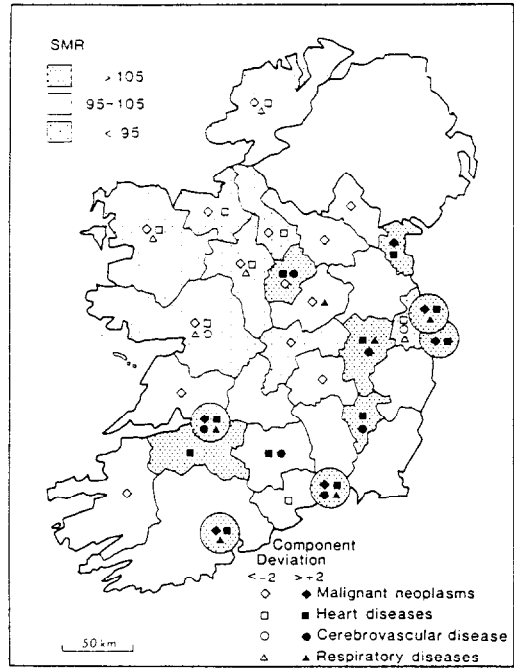 SMR
> 105
95-105
< 95
Component
Deviation
<-2 >+2
Malignant neoplasms
Heart diseases
Cerebrovascular disease
Respiratory diseases
50 km